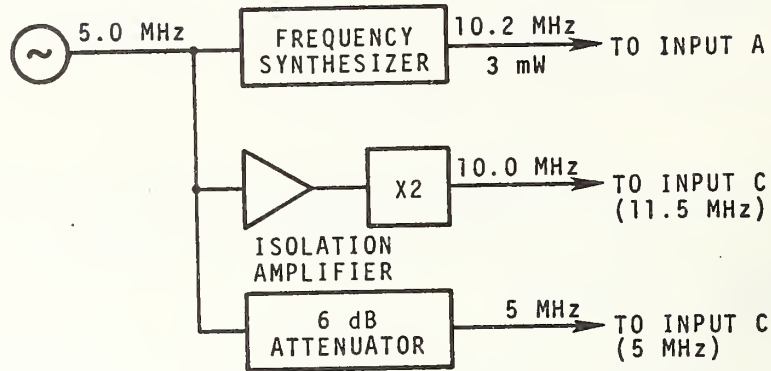 5.0 MHz
FREQUENCY
SYNTHESIZER
10.2 MHz
3 mW
TO INPUT A
X2
10.0 MHz
TO INPUT C
(11.5 MHz)
ISOLATION
AMPLIFIER
6 dB
ATTENUATOR
5 MHz
TO INPUT C
(5 MHz)